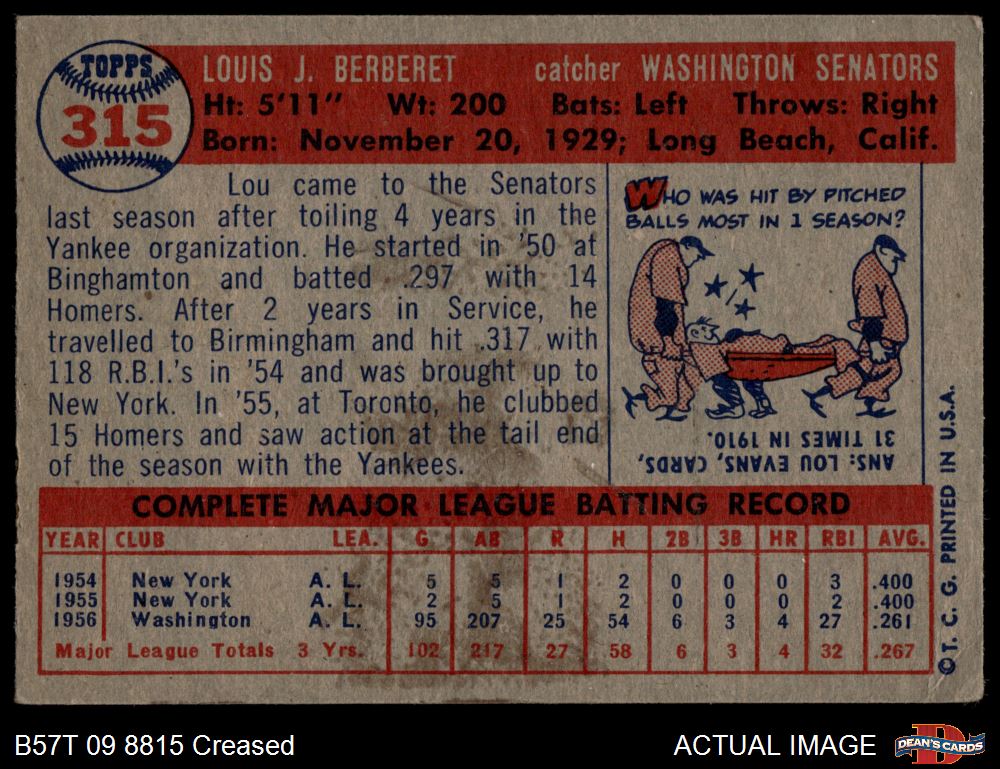 TOPPS
315
LOUIS J. BERBERET catcher WASHINGTON SENATORS
Ht: 5'11" Wt: 200 Bats: Left Throws: Right
Born: November 20, 1929; Long Beach, Calif.
Lou came to the Senators
last season after toiling 4 years in the
Yankee organization. He started in '50 at
Binghamton and batted .297 with 14
Homers. After 2 years in Service, he
travelled to Birmingham and hit .317 with
118 R.B.I.'s in '54 and was brought up to
New York. In '55, at Toronto, he clubbed
15 Homers and saw action at the tail end
of the season with the Yankees.
WHO WAS HIT BY PITCHED
BALLS MOST IN 1 SEASON?
ANS: LOU EVANS, CARDS,
31 TIMES IN 1910.
COMPLETE MAJOR LEAGUE BATTING RECORD
YEAR CLUB LEA. G AB R H 2B 3B HR RBI AVG.
1954 New York A. L. 5 5 1 2 0 0 0 3 .400
1955 New York A. L. 2 5 1 2 0 0 0 2 .400
1956 Washington A. L. 95 207 25 54 6 3 4 27 .261
Major League Totals 3 Yrs. 102 217 27 58 6 3 4 32 .267
©T. C. G. PRINTED IN U.S.A.
B57T 09 8815 Creased
ACTUAL IMAGE
DEAN'S CARDS